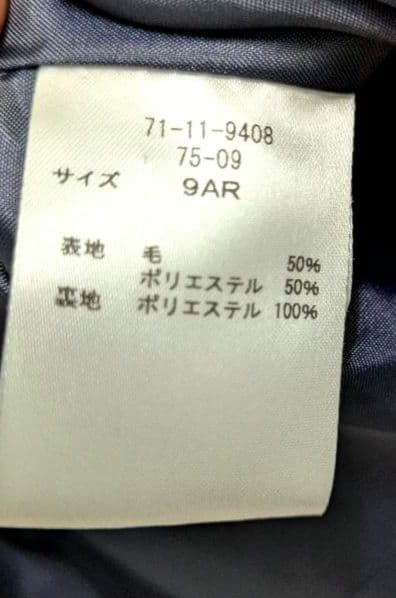 71-11-9408
75-09
サイズ 9AR
表地 毛 50%
ポリエステル 50%
裏地 ポリエステル 100%